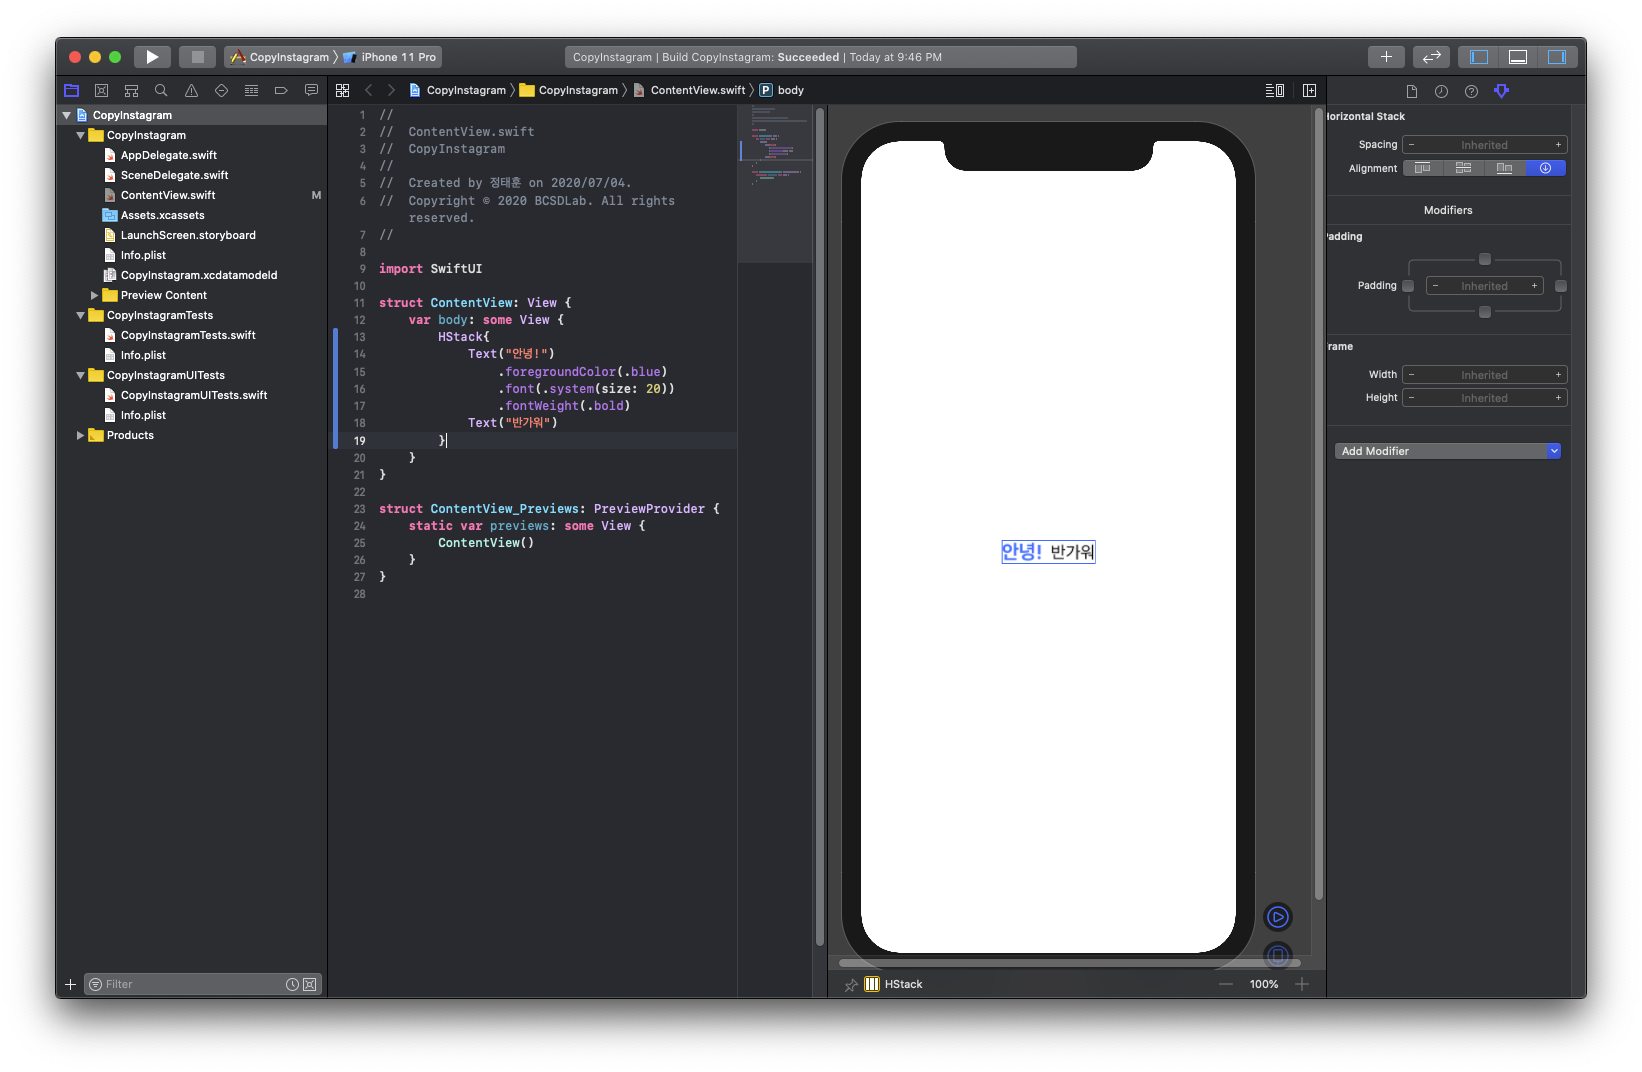 CopyInstagram 〉 iPhone 11 Pro
CopyInstagram | Build CopyInstagram: Succeeded | Today at 9:46 PM
CopyInstagram 〉 CopyInstagram 〉 ContentView.swift 〉 P body
CopyInstagram
CopyInstagram
AppDelegate.swift
SceneDelegate.swift
ContentView.swift M
Assets.xcassets
LaunchScreen.storyboard
Info.plist
CopyInstagram.xcdatamodeld
Preview Content
CopyInstagramTests
CopyInstagramTests.swift
Info.plist
CopyInstagramUITests
CopyInstagramUITests.swift
Info.plist
Products
Filter
1 //
2 //  ContentView.swift
3 //  CopyInstagram
4 //
5 //  Created by 정태훈 on 2020/07/04.
6 //  Copyright © 2020 BCSDLab. All rights
reserved.
7 //
8
9 import SwiftUI
10
11 struct ContentView: View {
12     var body: some View {
13         HStack{
14             Text("안녕!")
15                 .foregroundColor(.blue)
16                 .font(.system(size: 20))
17                 .fontWeight(.bold)
18             Text("반가워")
19         }
20     }
21 }
22
23 struct ContentView_Previews: PreviewProvider {
24     static var previews: some View {
25         ContentView()
26     }
27 }
28
안녕! 반가워
HStack
100%
Horizontal Stack
Spacing Inherited
Alignment
Modifiers
Padding
Padding Inherited
Frame
Width Inherited
Height Inherited
Add Modifier